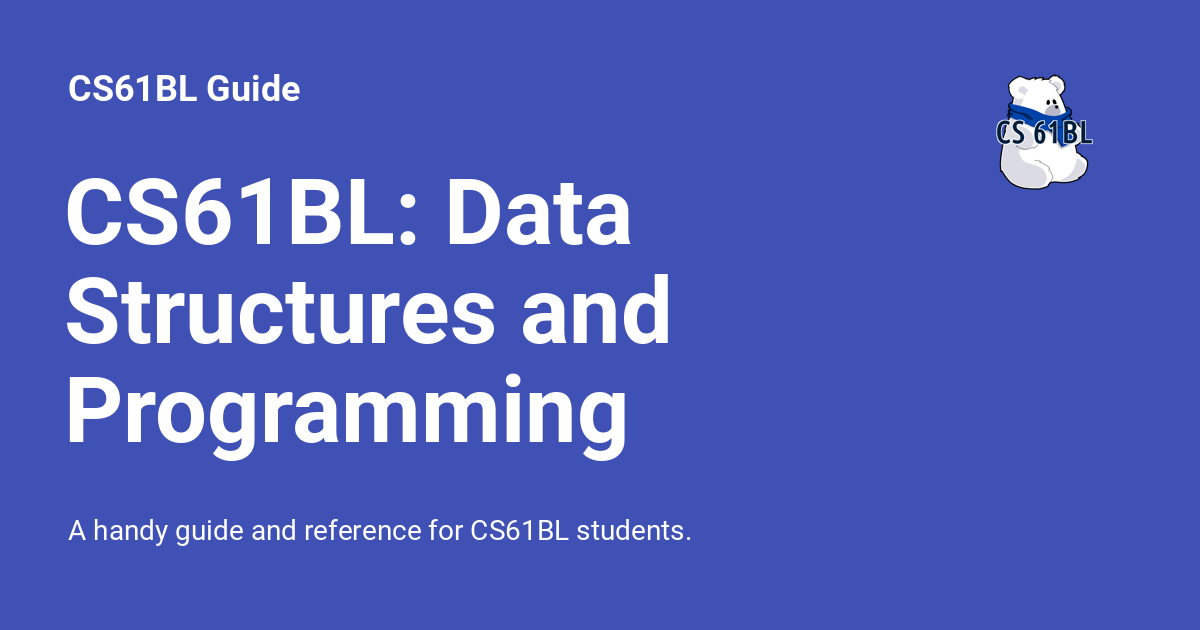 CS61BL Guide
CS 61BL
CS61BL: Data
Structures and
Programming
A handy guide and reference for CS61BL students.